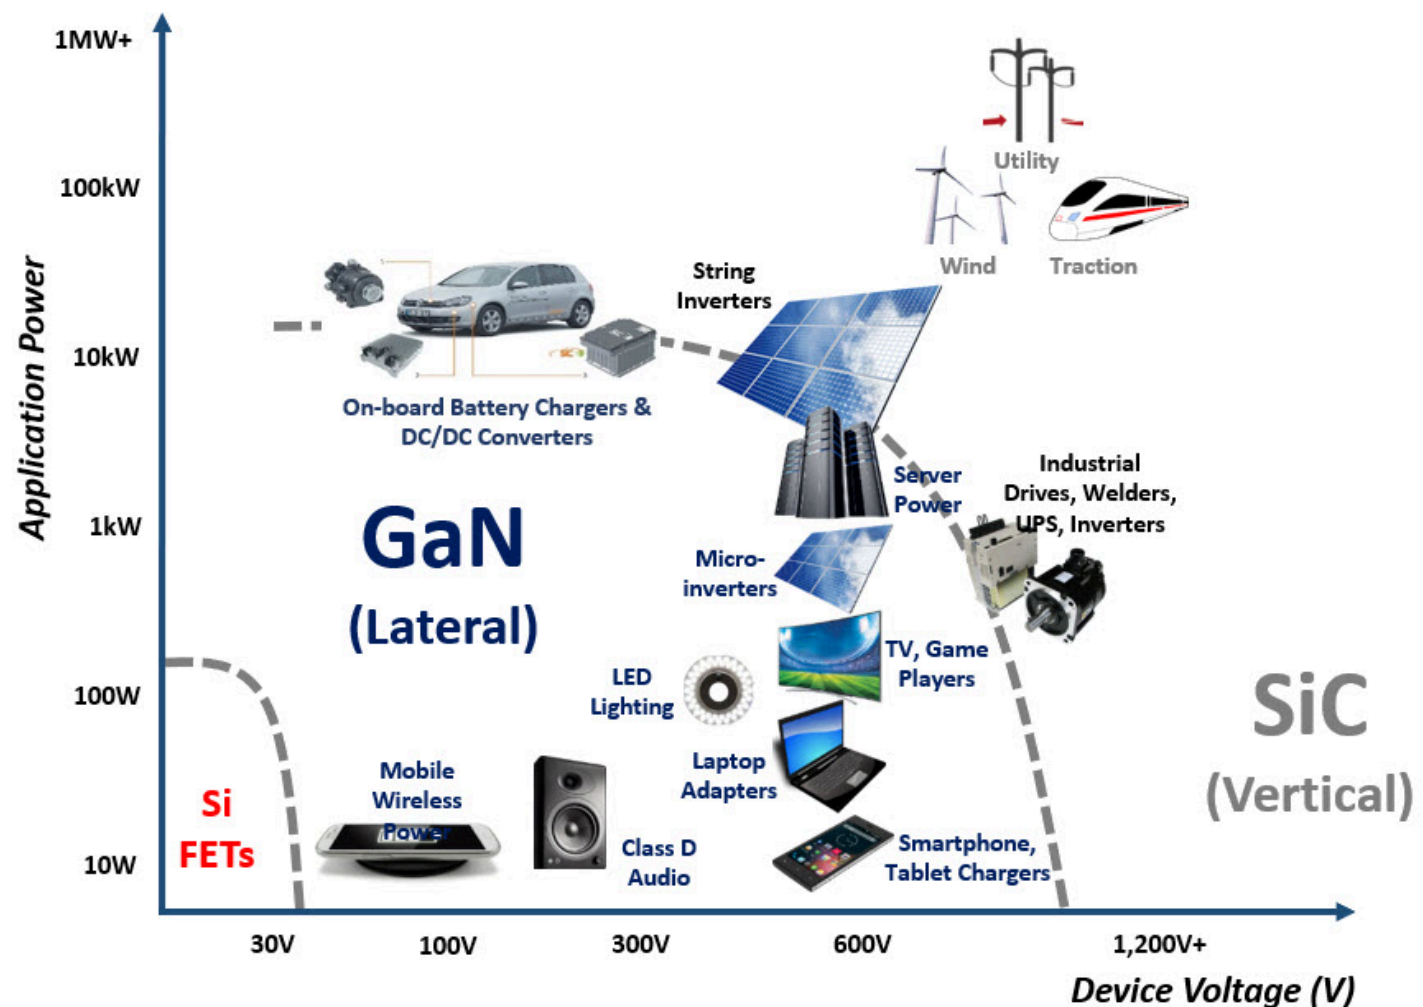 1MW+
100kW
10kW
1kW
100W
10W
Application Power
Utility
Wind
Traction
String
Inverters
On-board Battery Chargers &
DC/DC Converters
Server
Power
Industrial
Drives, Welders,
UPS, Inverters
GaN
(Lateral)
Micro-
inverters
TV, Game
Players
LED
Lighting
SiC
(Vertical)
Laptop
Adapters
Mobile
Wireless
Power
Si
FETs
Class D
Audio
Smartphone,
Tablet Chargers
30V
100V
300V
600V
1,200V+
Device Voltage (V)